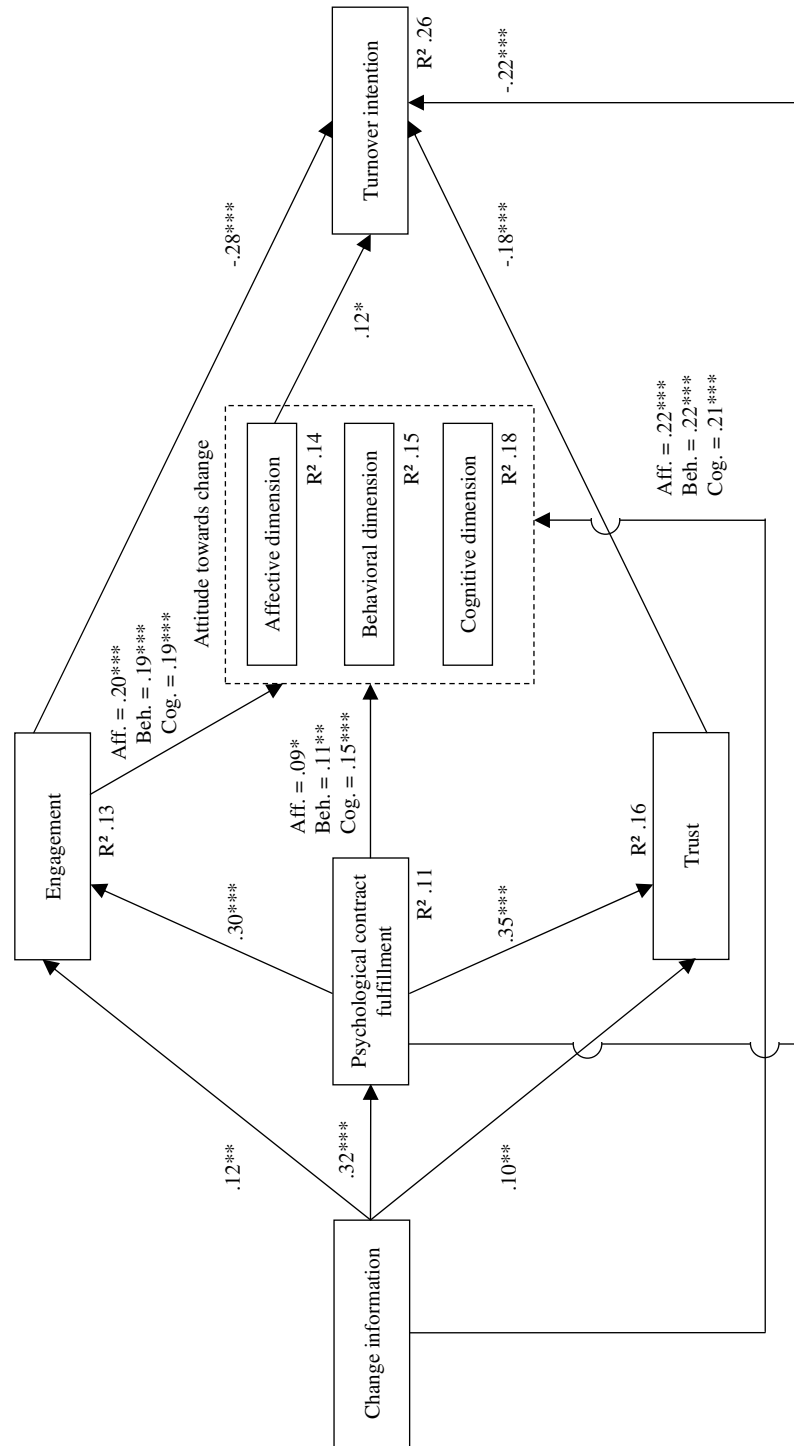 Change information
.12**
.32***
.10**
Engagement
R² .13
.30***
Psychological contract
fulfillment
R² .11
.35***
Trust
R² .16
Aff. = .20***
Beh. = .19***
Cog. = .19***
Aff. = .09*
Beh. = .11**
Cog. = .15***
Attitude towards change
Affective dimension
R² .14
Behavioral dimension
R² .15
Cognitive dimension
R² .18
Aff. = .22***
Beh. = .22***
Cog. = .21***
-.28***
.12*
-.18***
Turnover intention
R² .26
-.22***